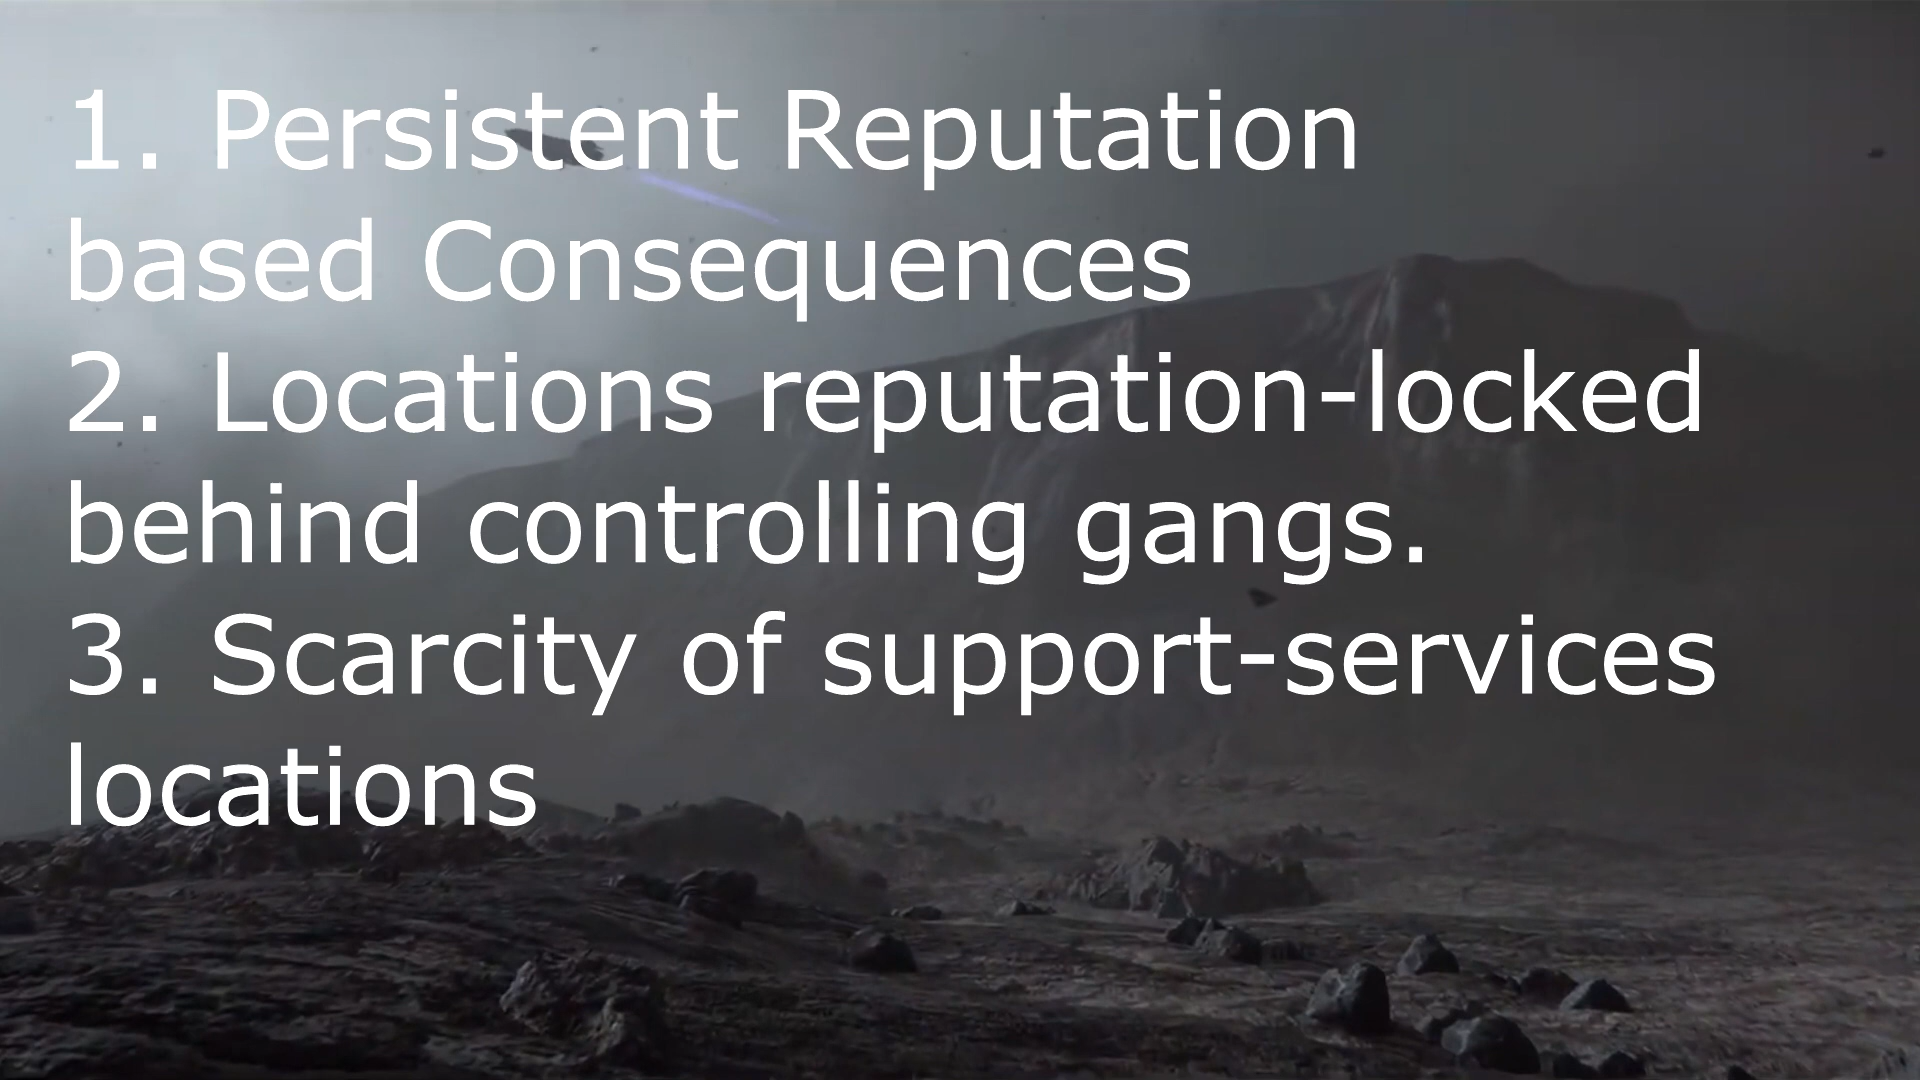 1. Persistent Reputation
based Consequences
2. Locations reputation-locked
behind controlling gangs.
3. Scarcity of support-services
locations